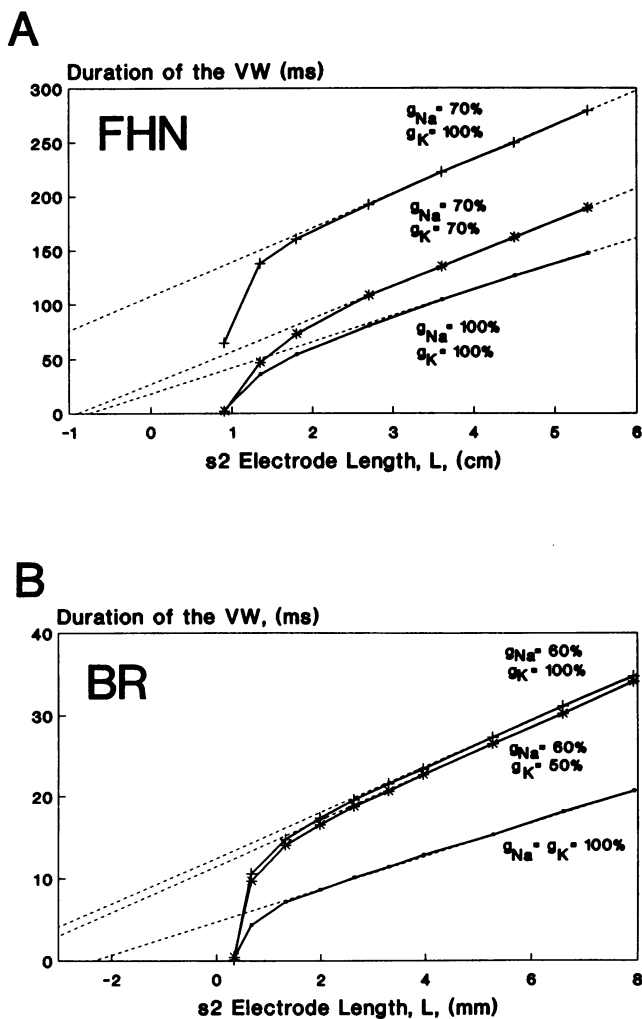 A
Duration of the VW (ms)
300
250
200
150
100
50
0
FHN
gNa= 70%
gK= 100%
gNa= 70%
gK= 70%
gNa= 100%
gK= 100%
-1 0 1 2 3 4 5 6
s2 Electrode Length, L, (cm)
B
Duration of the VW, (ms)
40
30
20
10
0
BR
gNa= 60%
gK= 100%
gNa= 60%
gK= 50%
gNa= gK= 100%
-2 0 2 4 6 8
s2 Electrode Length, L, (mm)